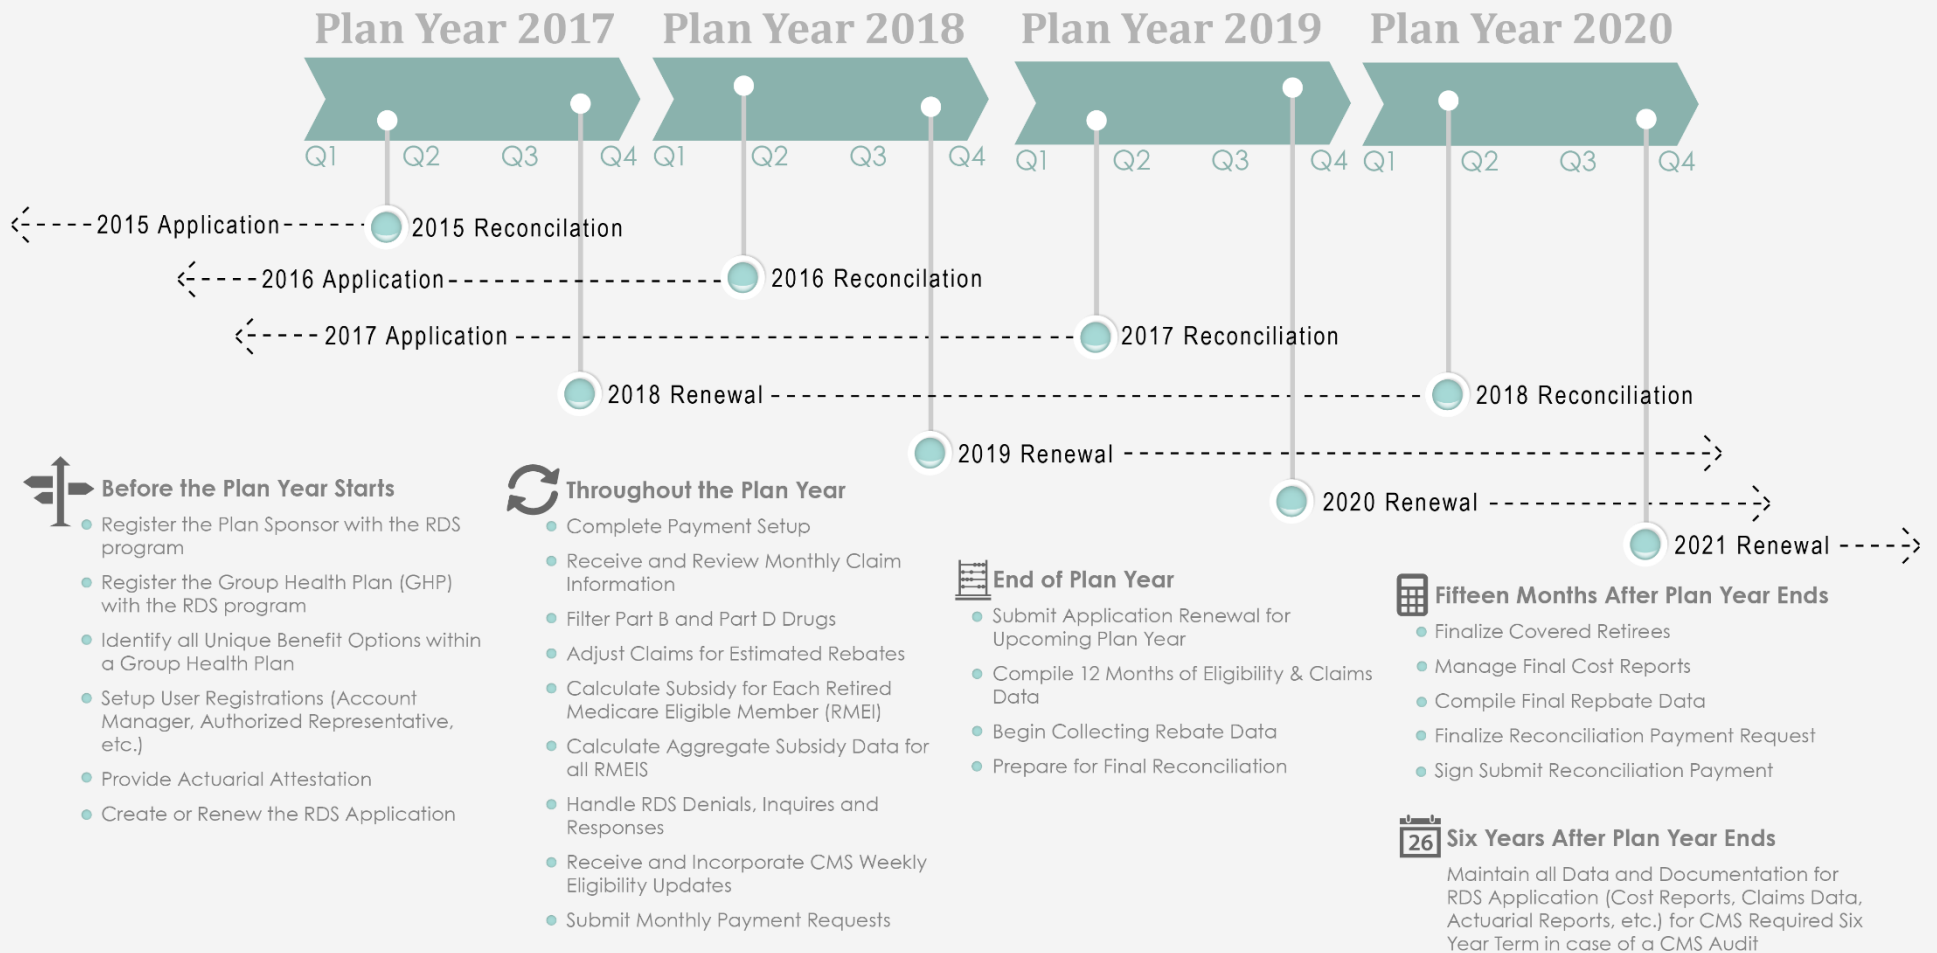 Plan Year 2017
Plan Year 2018
Plan Year 2019
Plan Year 2020
Q1 Q2 Q3 Q4
Q1 Q2 Q3 Q4
Q1 Q2 Q3 Q4
Q1 Q2 Q3 Q4
2015 Application
2015 Reconcilation
2016 Application
2016 Reconcilation
2017 Application
2017 Reconciliation
2018 Renewal
2018 Reconciliation
2019 Renewal
2020 Renewal
2021 Renewal
Before the Plan Year Starts
Register the Plan Sponsor with the RDS
program
Register the Group Health Plan (GHP)
with the RDS program
Identify all Unique Benefit Options within
a Group Health Plan
Setup User Registrations (Account
Manager, Authorized Representative,
etc.)
Provide Actuarial Attestation
Create or Renew the RDS Application
Throughout the Plan Year
Complete Payment Setup
Receive and Review Monthly Claim
Information
Filter Part B and Part D Drugs
Adjust Claims for Estimated Rebates
Calculate Subsidy for Each Retired
Medicare Eligible Member (RMEI)
Calculate Aggregate Subsidy Data for
all RMEIS
Handle RDS Denials, Inquires and
Responses
Receive and Incorporate CMS Weekly
Eligibility Updates
Submit Monthly Payment Requests
End of Plan Year
Submit Application Renewal for
Upcoming Plan Year
Compile 12 Months of Eligibility & Claims
Data
Begin Collecting Rebate Data
Prepare for Final Reconciliation
Fifteen Months After Plan Year Ends
Finalize Covered Retirees
Manage Final Cost Reports
Compile Final Repbate Data
Finalize Reconciliation Payment Request
Sign Submit Reconciliation Payment
26
Six Years After Plan Year Ends
Maintain all Data and Documentation for
RDS Application (Cost Reports, Claims Data,
Actuarial Reports, etc.) for CMS Required Six
Year Term in case of a CMS Audit